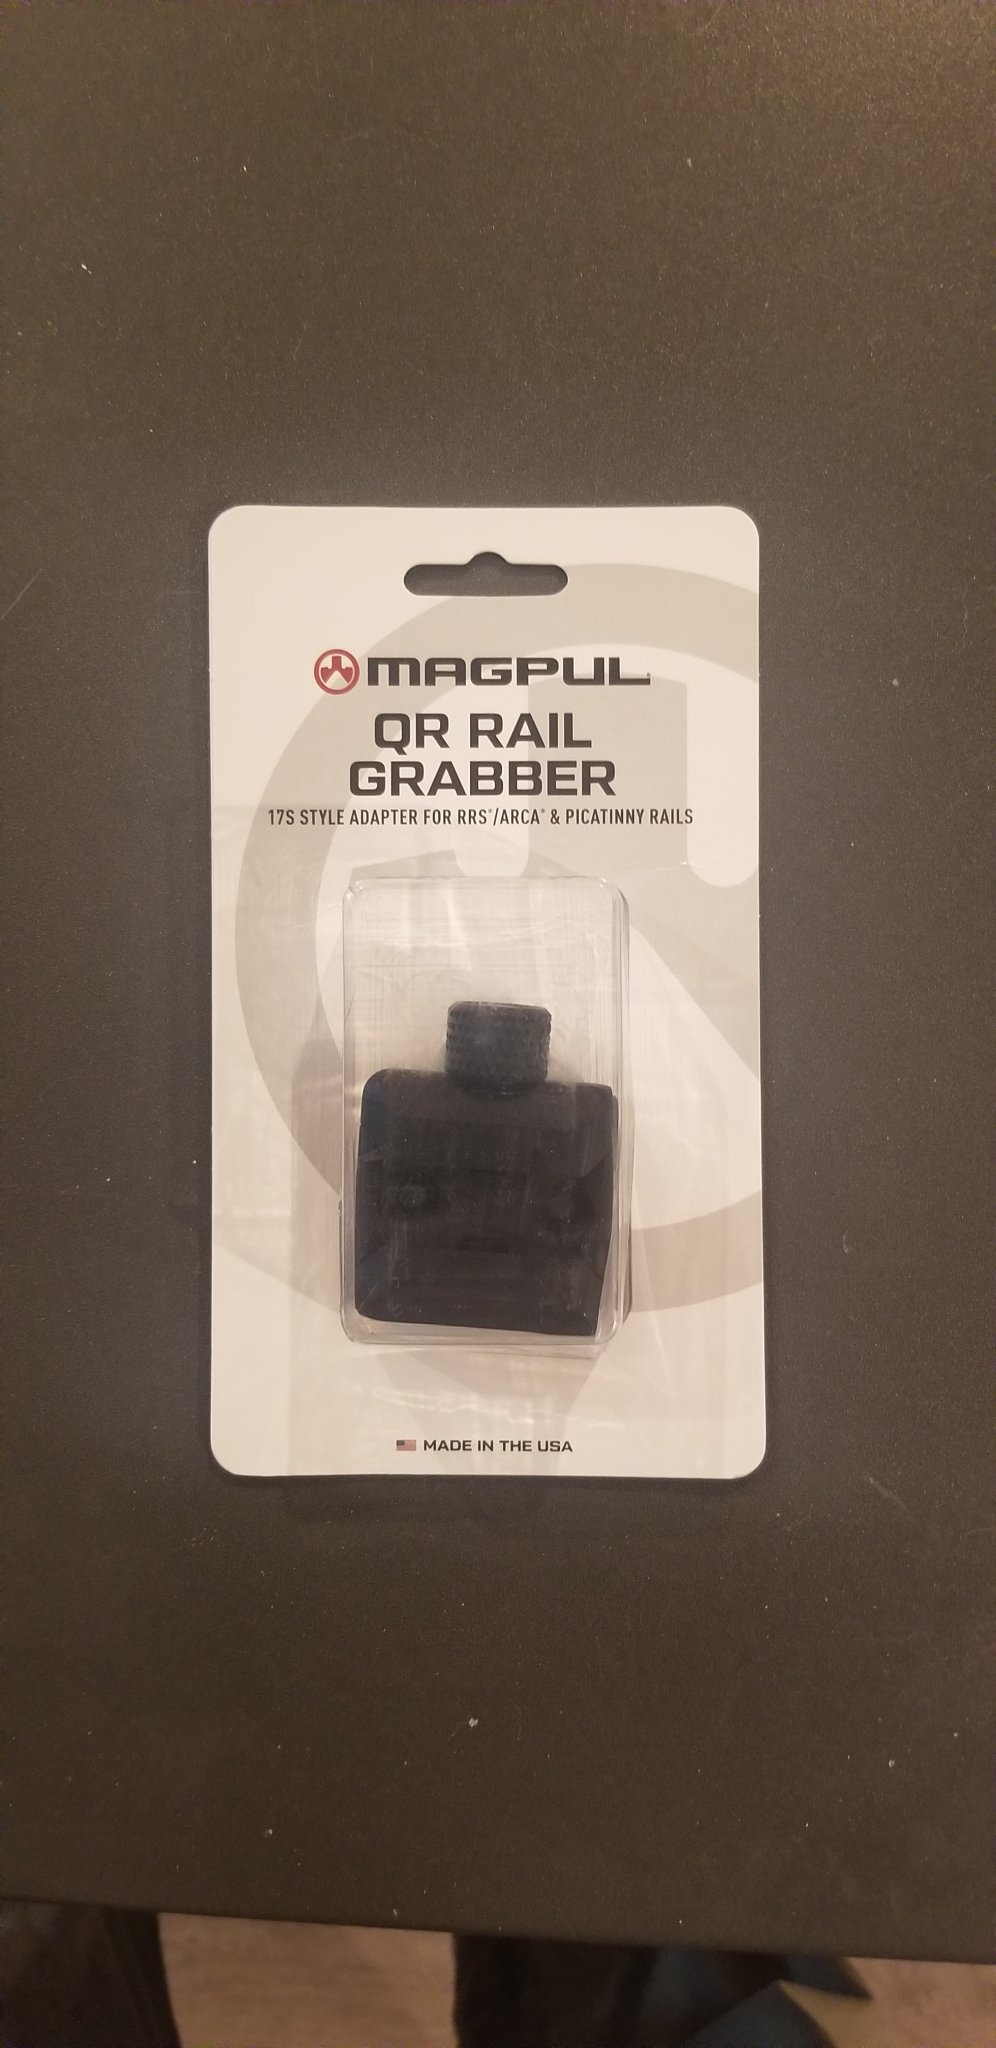 MAGPUL
QR RAIL
GRABBER
17S STYLE ADAPTER FOR RRS®/ARCA® & PICATINNY RAILS
MADE IN THE USA